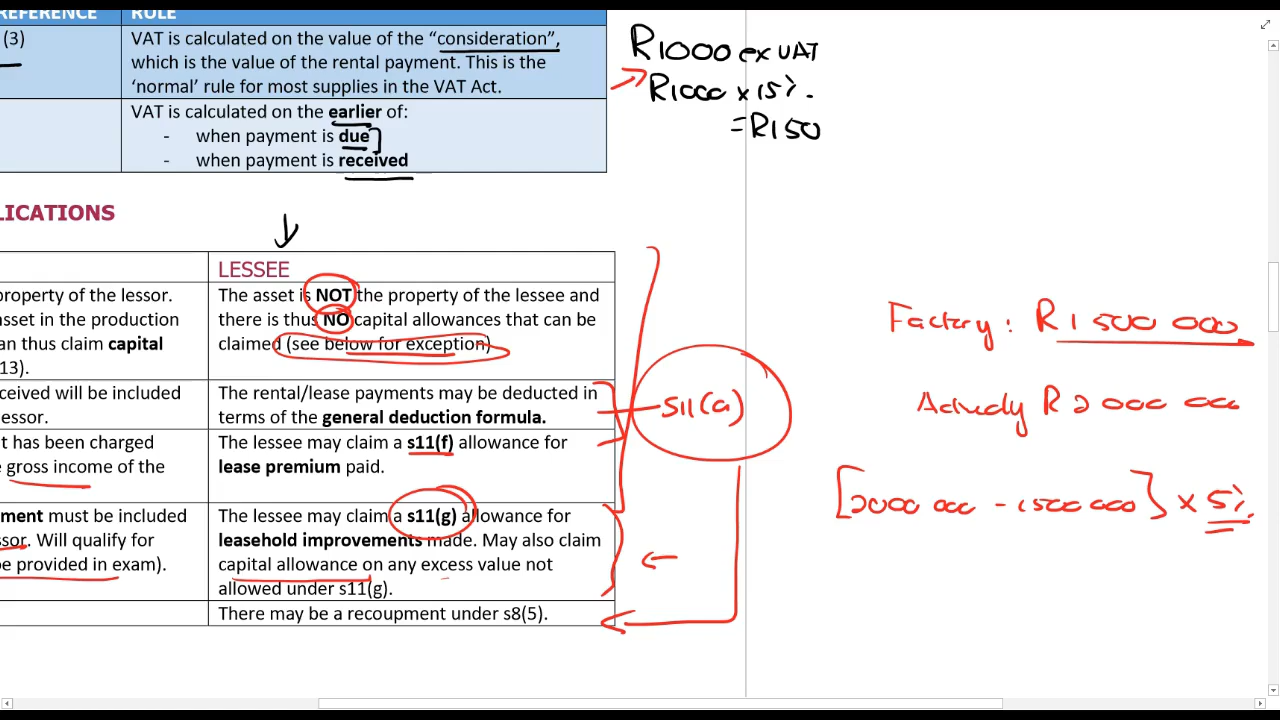 REFERENCE RULE
(3) VAT is calculated on the value of the “consideration”,
which is the value of the rental payment. This is the
‘normal’ rule for most supplies in the VAT Act.
VAT is calculated on the earlier of:
- when payment is due
- when payment is received
R1000 ex VAT
R1000 x 15%.
= R150
LICATIONS
LESSEE
property of the lessor.
asset in the production
an thus claim capital
13).
The asset is NOT the property of the lessee and
there is thus NO capital allowances that can be
claimed (see below for exception)
ceived will be included
essor.
The rental/lease payments may be deducted in
terms of the general deduction formula.
t has been charged
e gross income of the
The lessee may claim a s11(f) allowance for
lease premium paid.
ment must be included
ssor. Will qualify for
be provided in exam).
The lessee may claim a s11(g) allowance for
leasehold improvements made. May also claim
capital allowance on any excess value not
allowed under s11(g).
There may be a recoupment under s8(5).
S11(a)
Factory: R1 500 000
Actually R2 000 000
[2000 000 - 1500 000] x 5%